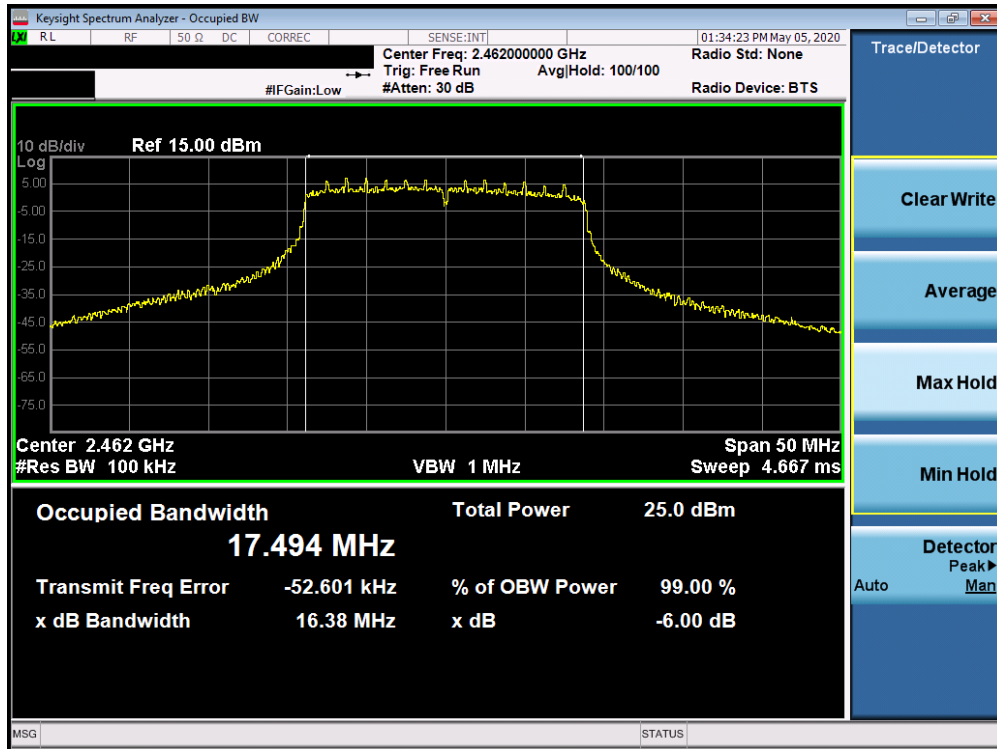 Keysight Spectrum Analyzer - Occupied BW
LXI RL RF 50 Ω DC CORREC SENSE:INT 01:34:23 PM May 05, 2020
Center Freq: 2.462000000 GHz Radio Std: None
Trig: Free Run Avg|Hold: 100/100
#IFGain:Low #Atten: 30 dB Radio Device: BTS
Trace/Detector
10 dB/div Ref 15.00 dBm
Log
5.00
-5.00
-15.0
-25.0
-35.0
-45.0
-55.0
-65.0
-75.0
Center 2.462 GHz Span 50 MHz
#Res BW 100 kHz VBW 1 MHz Sweep 4.667 ms
Occupied Bandwidth Total Power 25.0 dBm
17.494 MHz
Transmit Freq Error -52.601 kHz % of OBW Power 99.00 %
x dB Bandwidth 16.38 MHz x dB -6.00 dB
Clear Write
Average
Max Hold
Min Hold
Detector
Peak▶
Auto Man
MSG STATUS